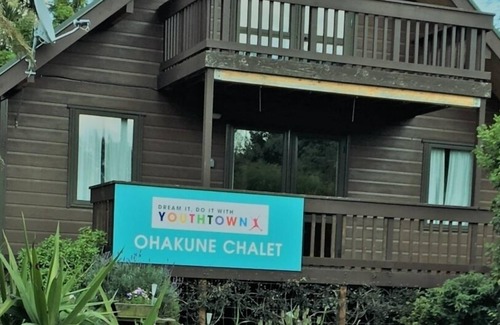 DREAM IT, DO IT WITH
YOUTHTOWN
OHAKUNE CHALET